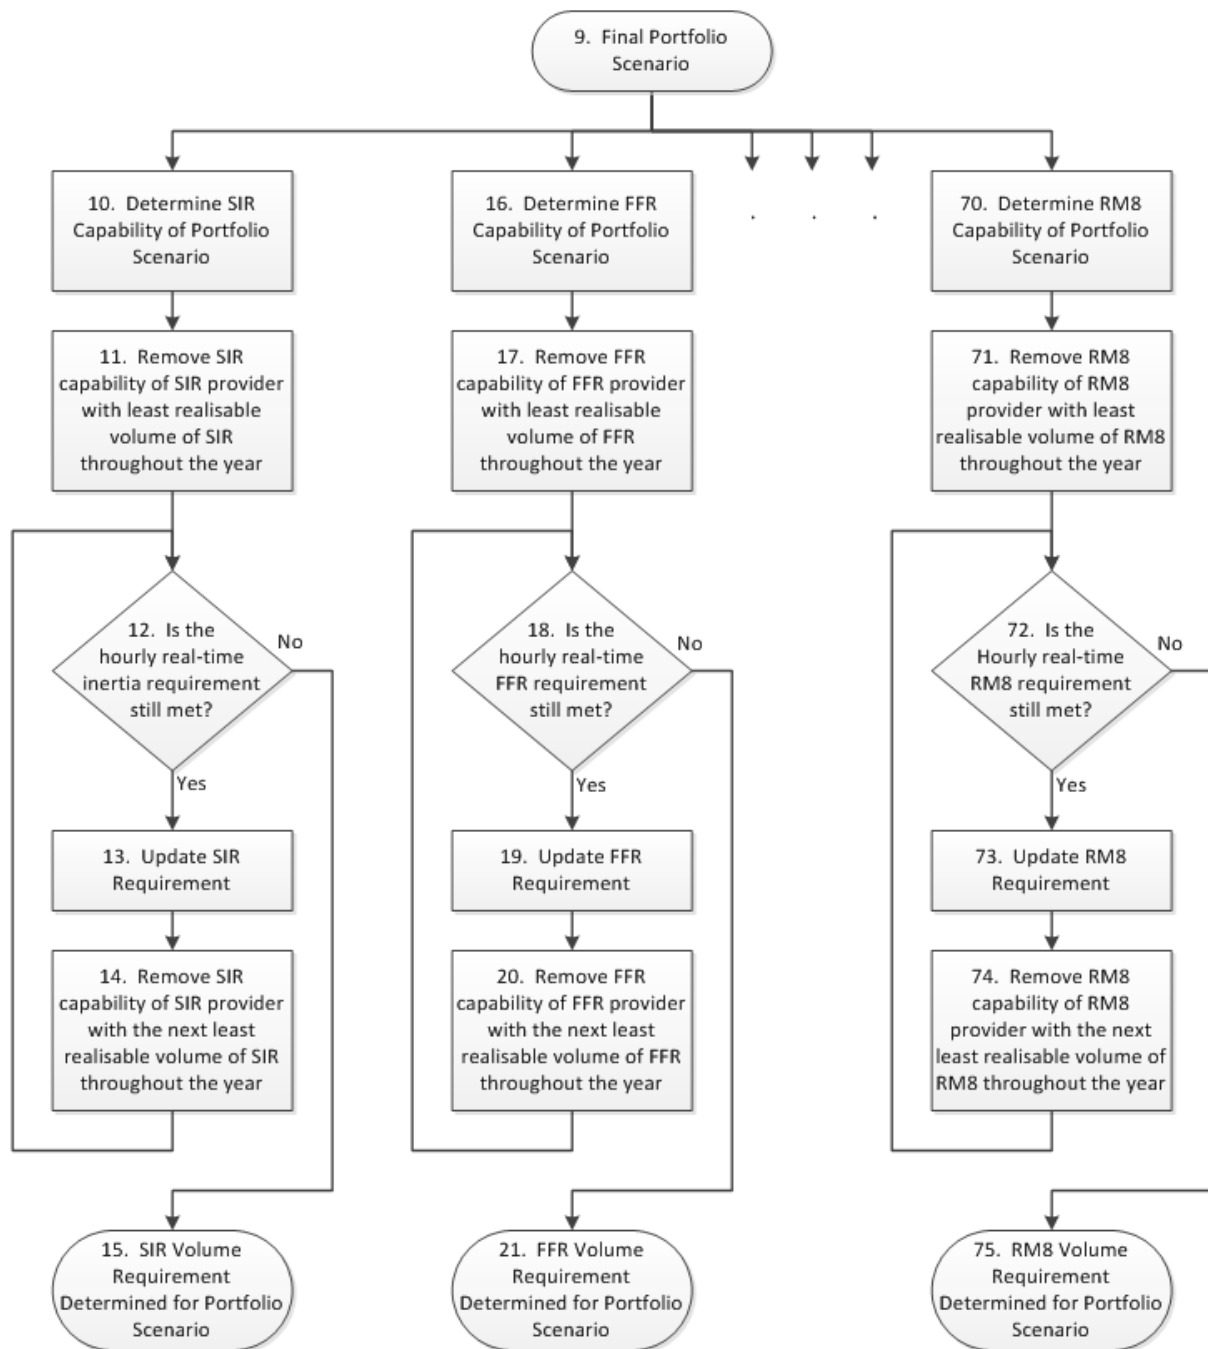 9. Final Portfolio
Scenario
10. Determine SIR
Capability of Portfolio
Scenario
11. Remove SIR
capability of SIR provider
with least realisable
volume of SIR
throughout the year
12. Is the
hourly real-time
inertia requirement
still met?
No
Yes
13. Update SIR
Requirement
14. Remove SIR
capability of SIR provider
with the next least
realisable volume of SIR
throughout the year
15. SIR Volume
Requirement
Determined for Portfolio
Scenario
16. Determine FFR
Capability of Portfolio
Scenario
17. Remove FFR
capability of FFR provider
with least realisable
volume of FFR
throughout the year
18. Is the
hourly real-time
FFR requirement
still met?
No
Yes
19. Update FFR
Requirement
20. Remove FFR
capability of FFR provider
with the next least
realisable volume of FFR
throughout the year
21. FFR Volume
Requirement
Determined for Portfolio
Scenario
. . .
70. Determine RM8
Capability of Portfolio
Scenario
71. Remove RM8
capability of RM8
provider with least
realisable volume of RM8
throughout the year
72. Is the
Hourly real-time
RM8 requirement
still met?
No
Yes
73. Update RM8
Requirement
74. Remove RM8
capability of RM8
provider with the next
least realisable volume of
RM8 throughout the year
75. RM8 Volume
Requirement
Determined for Portfolio
Scenario